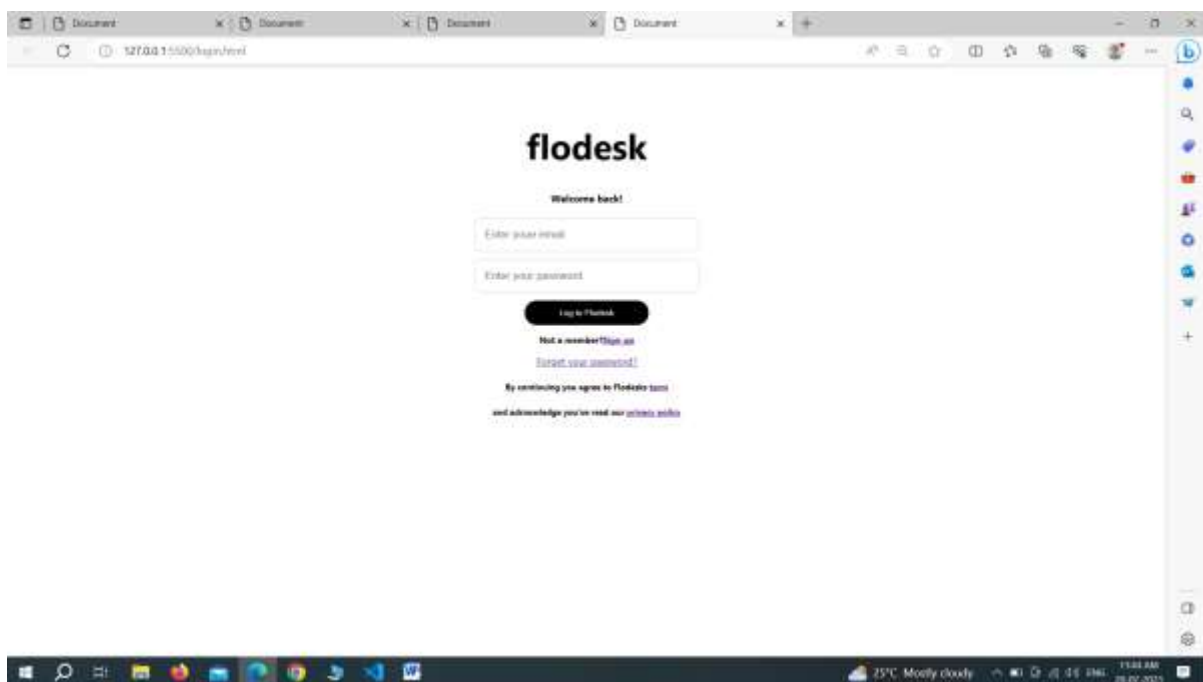 Document
Document
Document
Document
127.0.0.1:5500/login.html
flodesk
Welcome back!
Enter your email
Enter your password
Log to Flodesk
Not a member?Sign up
Forget your password?
By continuing you agree to Flodesks term
and acknowledge you've read our privacy policy
25°C Mostly cloudy
ENG